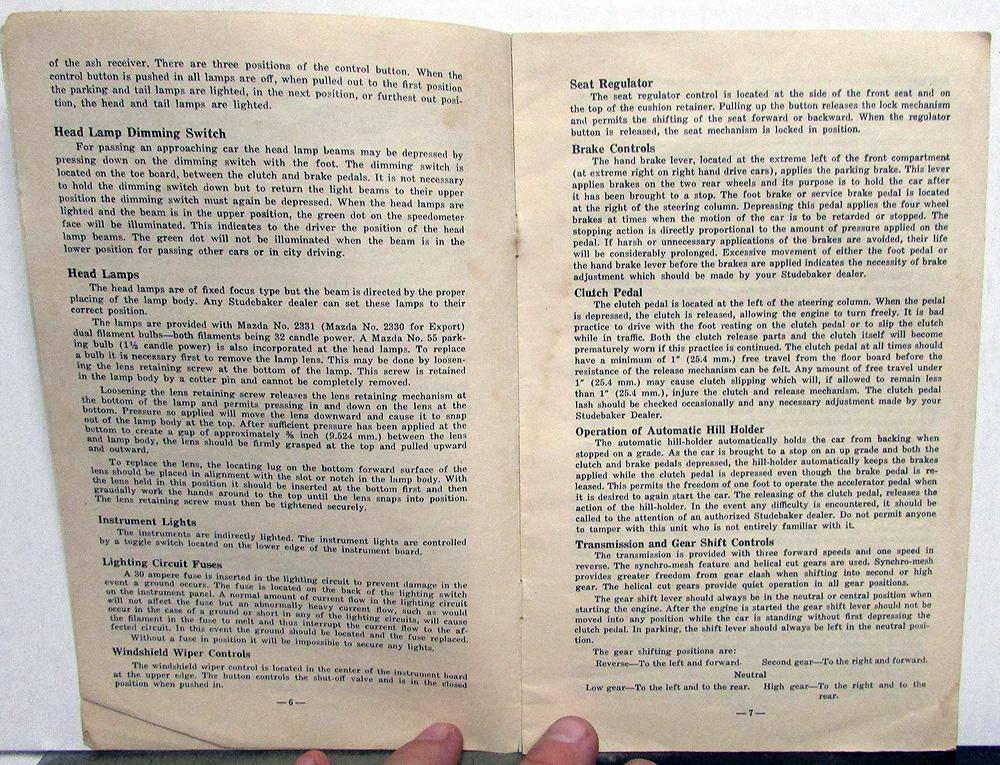 of the ash receiver. There are three positions of the control button. When the
control button is pushed in all lamps are off, when pulled out to the first position
the parking and tail lamps are lighted, in the next position, or furthest out posi-
tion, the head and tail lamps are lighted.
Head Lamp Dimming Switch
For passing an approaching car the head lamp beams may be depressed by
pressing down on the dimming switch with the foot. The dimming switch is
located on the toe board, between the clutch and brake pedals. It is not necessary
to hold the dimming switch down but to return the light beams to their upper
position the dimming switch must again be depressed. When the head lamps are
lighted and the beam is in the upper position, the green dot on the speedometer
face will be illuminated. This indicates to the driver the position of the head
lamp beams. The green dot will not be illuminated when the beam is in the
lower position for passing other cars or in city driving.
Head Lamps
The head lamps are of fixed focus type but the beam is directed by the proper
placing of the lamp body. Any Studebaker dealer can set these lamps to their
correct position.
The lamps are provided with Mazda No. 2331 (Mazda No. 2330 for Export)
dual filament bulbs—both filaments being 32 candle power. A Mazda No. 55 park-
ing bulb (1½ candle power) is also incorporated at the head lamps. To replace
a bulb it is necessary first to remove the lamp lens. This may be done by loosen-
ing the lens retaining screw at the bottom of the lamp. This screw is retained
in the lamp body by a cotter pin and cannot be completely removed.
Loosening the lens retaining screw releases the lens retaining mechanism at
the bottom of the lamp and permits pressing in and down on the lens at the
bottom. Pressure so applied will move the lens downward and cause it to snap
out of the lamp body at the top. After sufficient pressure has been applied at the
bottom to create a gap of approximately ⅜ inch (9.524 mm), between the lens
and lamp body, the lens should be firmly grasped at the top and pulled upward
and outward.
To replace the lens, the locating lug on the bottom forward surface of the
lens should be placed in alignment with the slot or notch in the lamp body. With
the lens held in this position it should be inserted at the bottom first and then
graudally work the hands around to the top until the lens snaps into position.
The lens retaining screw must then be tightened securely.
Instrument Lights
The instruments are indirectly lighted. The instrument lights are controlled
by a toggle switch located on the lower edge of the instrument board.
Lighting Circuit Fuses
A 30 ampere fuse is inserted in the lighting circuit to prevent damage in the
event a ground occurs. The fuse is located on the back of the lighting switch
on the instrument panel. A normal amount of current flow in the lighting circuit
will not affect the fuse but an abnormally heavy current flow, such as would
occur in the case of a ground or short in any of the lighting circuits, will cause
the filament in the fuse to melt and thus interrupt the current flow to the af-
fected circuit. In this event the ground should be located and the fuse replaced.
Without a fuse in position it will be impossible to secure any lights.
Windshield Wiper Controls
The windshield wiper control is located in the center of the instrument board
at the upper edge. The button controls the shut-off valve and is in the closed
position when pushed in.
—6—
Seat Regulator
The seat regulator control is located at the side of the front seat and on
the top of the cushion retainer. Pulling up the button releases the lock mechanism
and permits the shifting of the seat forward or backward. When the regulator
button is released, the seat mechanism is locked in position.
Brake Controls
The hand brake lever, located at the extreme left of the front compartment
(at extreme right on right hand drive cars), applies the parking brake. This lever
applies brakes on the two rear wheels and its purpose is to hold the car after
it has been brought to a stop. The foot brake or service brake pedal is located
at the right of the steering column. Depressing this pedal applies the four wheel
brakes at times when the motion of the car is to be retarded or stopped. The
stopping action is directly proportional to the amount of pressure applied on the
pedal. If harsh or unnecessary applications of the brakes are avoided, their life
will be considerably prolonged. Excessive movement of either the foot pedal or
the hand brake lever before the brakes are applied indicates the necessity of brake
adjustment which should be made by your Studebaker dealer.
Clutch Pedal
The clutch pedal is located at the left of the steering column. When the pedal
is depressed, the clutch is released, allowing the engine to turn freely. It is bad
practice to drive with the foot resting on the clutch pedal or to slip the clutch
while in traffic. Both the clutch release parts and the clutch itself will become
prematurely worn if this practice is continued. The clutch pedal at all times should
have a minimum of 1" (25.4 mm.) free travel from the floor board before the
resistance of the release mechanism can be felt. Any amount of free travel under
1" (25.4 mm.) may cause clutch slipping which will, if allowed to remain less
than 1" (25.4 mm.), injure the clutch and release mechanism. The clutch pedal
lash should be checked occasionally and any necessary adjustment made by your
Studebaker Dealer.
Operation of Automatic Hill Holder
The automatic hill-holder automatically holds the car from backing when
stopped on a grade. As the car is brought to a stop on an up grade and both the
clutch and brake pedals depressed, the hill-holder automatically keeps the brakes
applied while the clutch pedal is depressed even though the brake pedal is re-
leased. This permits the freedom of one foot to operate the accelerator pedal when
it is desired to again start the car. The releasing of the clutch pedal, releases the
action of the hill-holder. In the event any difficulty is encountered, it should be
called to the attention of an authorized Studebaker dealer. Do not permit anyone
to tamper with this unit who is not entirely familiar with it.
Transmission and Gear Shift Controls
The transmission is provided with three forward speeds and one speed in
reverse. The synchro-mesh feature and helical cut gears are used. Synchro-mesh
provides greater freedom from gear clash when shifting into second or high
gear. The helical cut gears provide quiet operation in all gear positions.
The gear shift lever should always be in the neutral or central position when
starting the engine. After the engine is started the gear shift lever should not be
moved into any position while the car is standing without first depressing the
clutch pedal. In parking, the shift lever should always be left in the neutral posi-
tion.
The gear shifting positions are:
Reverse—To the left and forward. Second gear—To the right and forward.
Neutral
Low gear—To the left and to the rear. High gear—To the right and to the
rear.
—7—